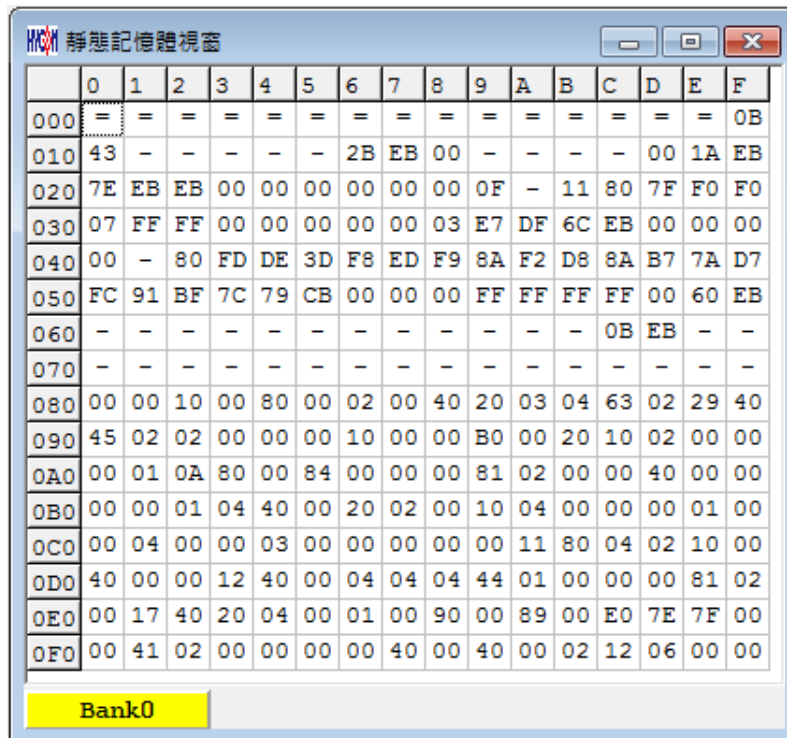 HYCON 靜態記憶體視窗
0 1 2 3 4 5 6 7 8 9 A B C D E F
000 = = = = = = = = = = = = = = = 0B
010 43 - - - - - 2B EB 00 - - - - 00 1A EB
020 7E EB EB 00 00 00 00 00 00 0F - 11 80 7F F0 F0
030 07 FF FF 00 00 00 00 00 03 E7 DF 6C EB 00 00 00
040 00 - 80 FD DE 3D F8 ED F9 8A F2 D8 8A B7 7A D7
050 FC 91 BF 7C 79 CB 00 00 00 FF FF FF FF 00 60 EB
060 - - - - - - - - - - - - 0B EB - -
070 - - - - - - - - - - - - - - - -
080 00 00 10 00 80 00 02 00 40 20 03 04 63 02 29 40
090 45 02 02 00 00 00 10 00 00 B0 00 20 10 02 00 00
0A0 00 01 0A 80 00 84 00 00 00 81 02 00 00 40 00 00
0B0 00 00 01 04 40 00 20 02 00 10 04 00 00 00 01 00
0C0 00 04 00 00 03 00 00 00 00 00 11 80 04 02 10 00
0D0 40 00 00 12 40 00 04 04 04 44 01 00 00 00 81 02
0E0 00 17 40 20 04 00 01 00 90 00 89 00 E0 7E 7F 00
0F0 00 41 02 00 00 00 00 40 00 40 00 02 12 06 00 00
Bank0